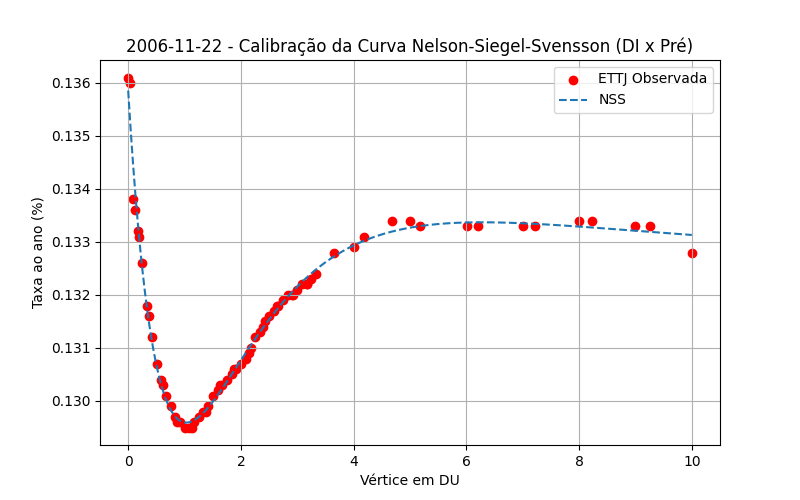 2006-11-22 - Calibração da Curva Nelson-Siegel-Svensson (DI x Pré)
ETTJ Observada
NSS
Taxa ao ano (%)
0.136
0.135
0.134
0.133
0.132
0.131
0.130
0 2 4 6 8 10
Vértice em DU